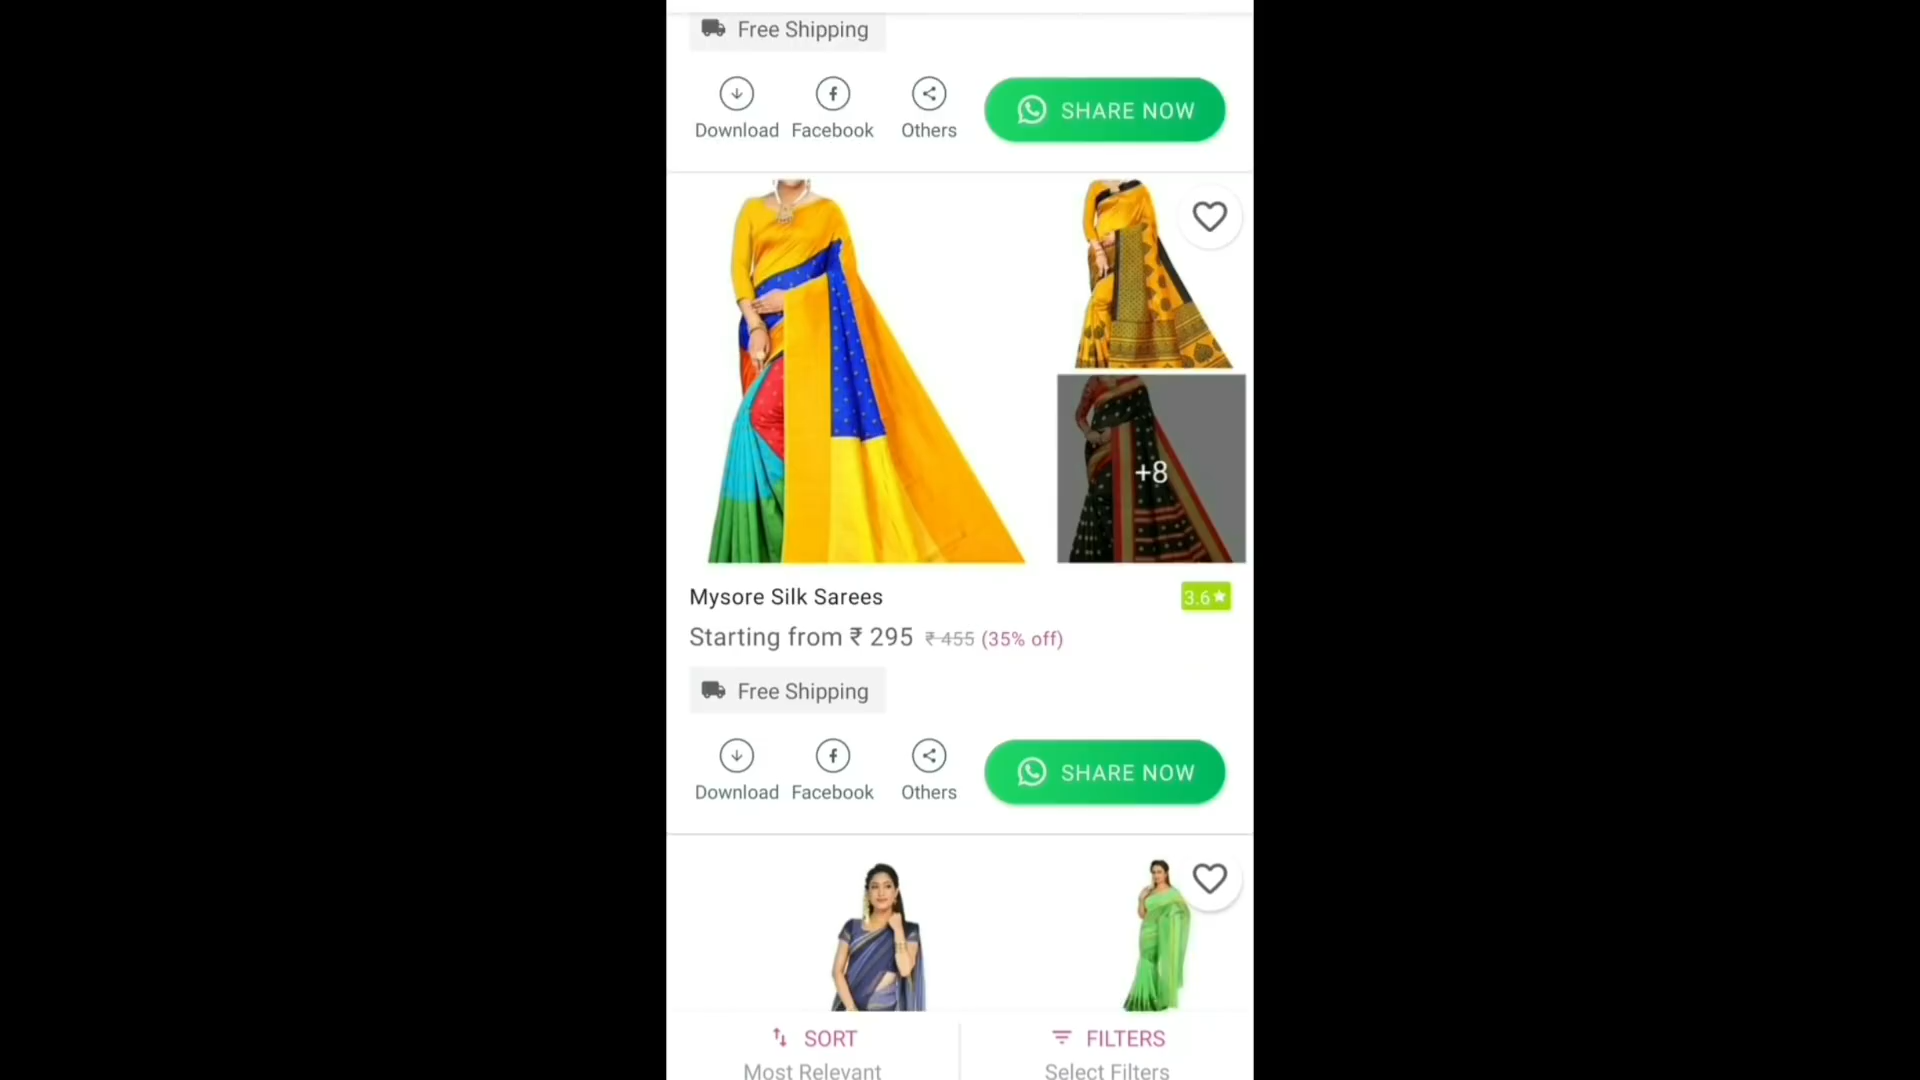 Free Shipping
Download Facebook Others SHARE NOW
+8
Mysore Silk Sarees 3.6
Starting from ₹ 295 ₹ 455 (35% off)
Free Shipping
Download Facebook Others SHARE NOW
SORT FILTERS
Most Relevant Select Filters